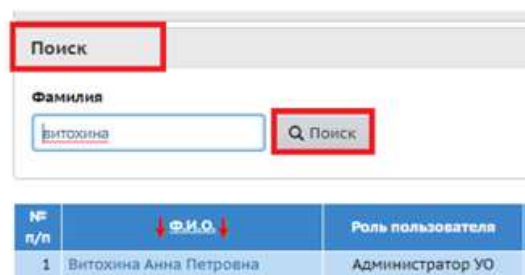 Поиск
Фамилия
витохина
Поиск
№ п/п Ф.И.О. Роль пользователя
1 Витохина Анна Петровна Администратор УО